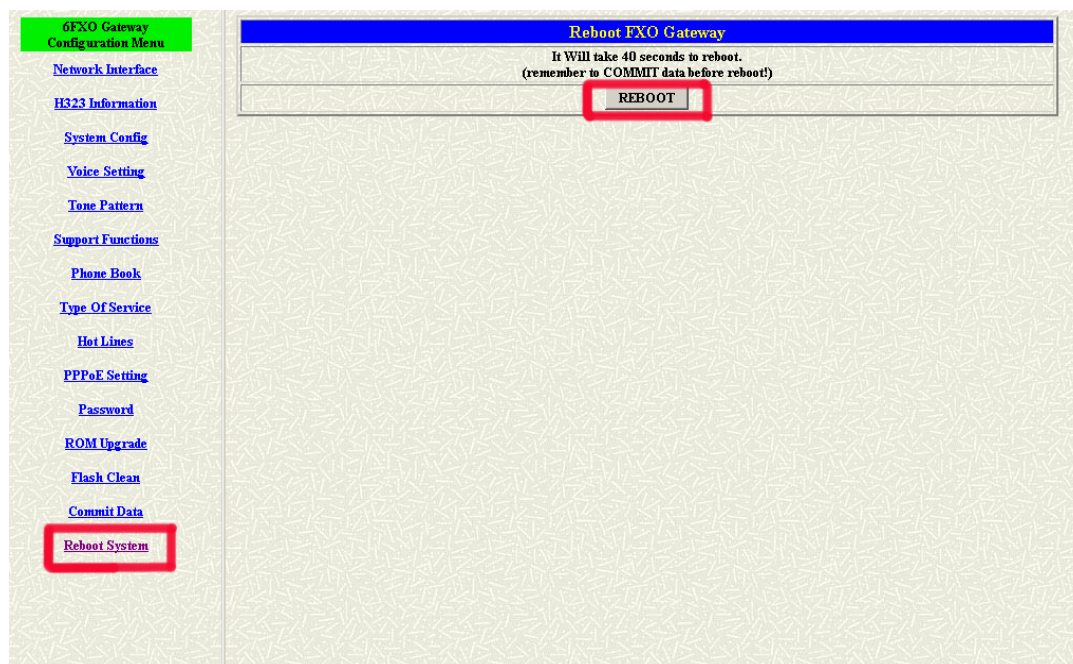 6FXO Gateway
Configuration Menu
Network Interface
H323 Information
System Config
Voice Setting
Tone Pattern
Support Functions
Phone Book
Type Of Service
Hot Lines
PPPoE Setting
Password
ROM Upgrade
Flash Clean
Commit Data
Reboot System
Reboot FXO Gateway
It Will take 40 seconds to reboot.
(remember to COMMIT data before reboot!)
REBOOT